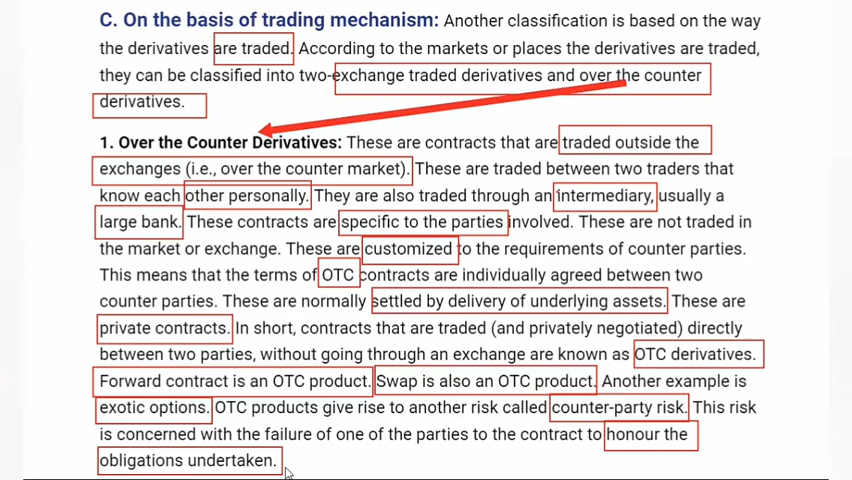 C. On the basis of trading mechanism: Another classification is based on the way
the derivatives are traded. According to the markets or places the derivatives are traded,
they can be classified into two-exchange traded derivatives and over the counter
derivatives.
1. Over the Counter Derivatives: These are contracts that are traded outside the
exchanges (i.e., over the counter market). These are traded between two traders that
know each other personally. They are also traded through an intermediary, usually a
large bank. These contracts are specific to the parties involved. These are not traded in
the market or exchange. These are customized to the requirements of counter parties.
This means that the terms of OTC contracts are individually agreed between two
counter parties. These are normally settled by delivery of underlying assets. These are
private contracts. In short, contracts that are traded (and privately negotiated) directly
between two parties, without going through an exchange are known as OTC derivatives.
Forward contract is an OTC product. Swap is also an OTC product. Another example is
exotic options. OTC products give rise to another risk called counter-party risk. This risk
is concerned with the failure of one of the parties to the contract to honour the
obligations undertaken.